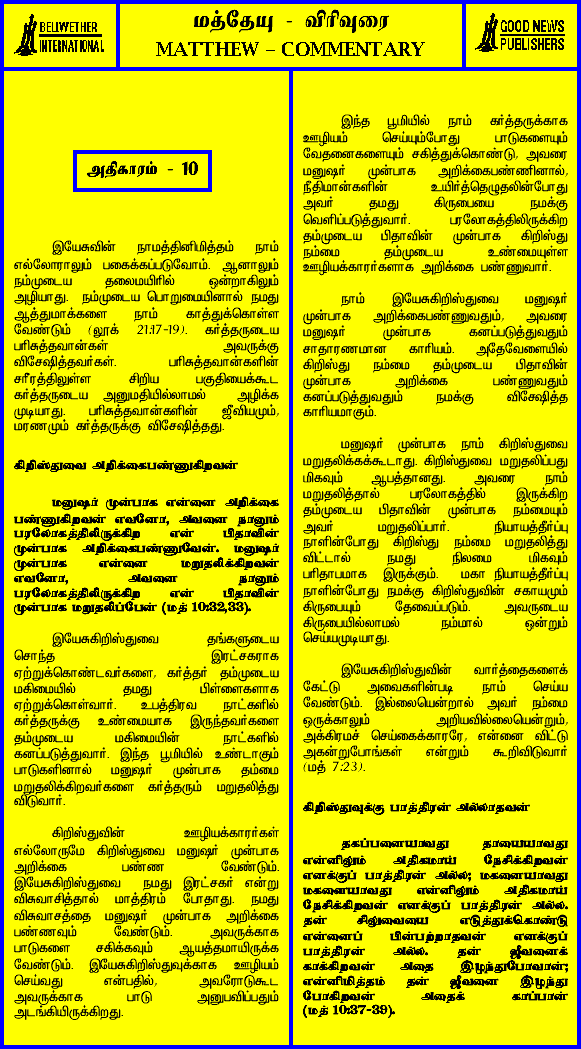 BELIWETHER
INTERNATIONAL
மத்தேயு - விரிவுரை
MATTHEW – COMMENTARY
GOOD NEWS
PUBLISHERS
அதிகாரம் - 10
இயேசுவின் நாமத்தினிமித்தம் நாம்
எல்லோராலும் பகைக்கப்படுவோம். ஆனாலும்
நம்முடைய தலைமயிரில் ஒன்றாகிலும்
அழியாது. நம்முடைய பொறுமையினால் நமது
ஆத்துமாக்களை நாம் காத்துக்கொள்ள
வேண்டும் (லூக் 21:17-19). கர்த்தருடைய
பரிசுத்தவான்கள் அவருக்கு
விசேஷித்தவர்கள். பரிசுத்தவான்களின்
சரீரத்திலுள்ள சிறிய பகுதியைக்கூட
கர்த்தருடைய அனுமதியில்லாமல் அழிக்க
முடியாது. பரிசுத்தவான்களின் ஜீவியமும்,
மரணமும் கர்த்தருக்கு விசேஷித்தது.
கிறிஸ்துவை அறிக்கைபண்ணுகிறவன்
மனுஷர் முன்பாக என்னை அறிக்கை
பண்ணுகிறவன் எவனோ, அவனை நானும்
பரலோகத்திலிருக்கிற என் பிதாவின்
முன்பாக அறிக்கைபண்ணுவேன். மனுஷர்
முன்பாக என்னை மறுதலிக்கிறவன்
எவனோ, அவனை நானும்
பரலோகத்திலிருக்கிற என் பிதாவின்
முன்பாக மறுதலிப்பேன் (மத் 10:32,33).
இயேசுகிறிஸ்துவை தங்களுடைய
சொந்த இரட்சகராக
ஏற்றுக்கொண்டவர்களை, கர்த்தர் தம்முடைய
மகிமையில் தமது பிள்ளைகளாக
ஏற்றுக்கொள்வார். உபத்திரவ நாட்களில்
கர்த்தருக்கு உண்மையாக இருந்தவர்களை
தம்முடைய மகிமையின் நாட்களில்
கனப்படுத்துவார். இந்த பூமியில் உண்டாகும்
பாடுகளினால் மனுஷர் முன்பாக தம்மை
மறுதலிக்கிறவர்களை கர்த்தரும் மறுதலித்து
விடுவார்.
கிறிஸ்துவின் ஊழியக்காரர்கள்
எல்லோருமே கிறிஸ்துவை மனுஷர் முன்பாக
அறிக்கை பண்ண வேண்டும்.
இயேசுகிறிஸ்துவை நமது இரட்சகர் என்று
விசுவாசித்தால் மாத்திரம் போதாது. நமது
விசுவாசத்தை மனுஷர் முன்பாக அறிக்கை
பண்ணவும் வேண்டும். அவருக்காக
பாடுகளை சகிக்கவும் ஆயத்தமாயிருக்க
வேண்டும். இயேசுகிறிஸ்துவுக்காக ஊழியம்
செய்வது என்பதில், அவரோடுகூட
அவருக்காக பாடு அனுபவிப்பதும்
அடங்கியிருக்கிறது.
இந்த பூமியில் நாம் கர்த்தருக்காக
ஊழியம் செய்யும்போது பாடுகளையும்
வேதனைகளையும் சகித்துக்கொண்டு, அவரை
மனுஷர் முன்பாக அறிக்கைபண்ணினால்,
நீதிமான்களின் உயிர்த்தெழுதலின்போது
அவர் தமது கிருபையை நமக்கு
வெளிப்படுத்துவார். பரலோகத்திலிருக்கிற
தம்முடைய பிதாவின் முன்பாக கிறிஸ்து
நம்மை தம்முடைய உண்மையுள்ள
ஊழியக்காரர்களாக அறிக்கை பண்ணுவார்.
நாம் இயேசுகிறிஸ்துவை மனுஷர்
முன்பாக அறிக்கைபண்ணுவதும், அவரை
மனுஷர் முன்பாக கனப்படுத்துவதும்
சாதாரணமான காரியம். அதேவேளையில்
கிறிஸ்து நம்மை தம்முடைய பிதாவின்
முன்பாக அறிக்கை பண்ணுவதும்
கனப்படுத்துவதும் நமக்கு விசேஷித்த
காரியமாகும்.
மனுஷர் முன்பாக நாம் கிறிஸ்துவை
மறுதலிக்கக்கூடாது. கிறிஸ்துவை மறுதலிப்பது
மிகவும் ஆபத்தானது. அவரை நாம்
மறுதலித்தால் பரலோகத்தில் இருக்கிற
தம்முடைய பிதாவின் முன்பாக நம்மையும்
அவர் மறுதலிப்பார். நியாயத்தீர்ப்பு
நாளின்போது கிறிஸ்து நம்மை மறுதலித்து
விட்டால் நமது நிலமை மிகவும்
பரிதாபமாக இருக்கும். மகா நியாயத்தீர்ப்பு
நாளின்போது நமக்கு கிறிஸ்துவின் சகாயமும்
கிருபையும் தேவைப்படும். அவருடைய
கிருபையில்லாமல் நம்மால் ஒன்றும்
செய்யமுடியாது.
இயேசுகிறிஸ்துவின் வார்த்தைகளைக்
கேட்டு அவைகளின்படி நாம் செய்ய
வேண்டும். இல்லையென்றால் அவர் நம்மை
ஒருக்காலும் அறியவில்லையென்றும்,
அக்கிரமச் செய்கைக்காரரே, என்னை விட்டு
அகன்றுபோங்கள் என்றும் கூறிவிடுவார்
(மத் 7:23).
கிறிஸ்துவுக்கு பாத்திரன் அல்லாதவன்
தகப்பனையாவது தாயையாவது
என்னிலும் அதிகமாய் நேசிக்கிறவன்
எனக்குப் பாத்திரன் அல்ல; மகனையாவது
மகளையாவது என்னிலும் அதிகமாய்
நேசிக்கிறவன் எனக்குப் பாத்திரன் அல்ல.
தன் சிலுவையை எடுத்துக்கொண்டு
என்னைப் பின்பற்றாதவன் எனக்குப்
பாத்திரன் அல்ல. தன் ஜீவனைக்
காக்கிறவன் அதை இழந்துபோவான்;
என்னிமித்தம் தன் ஜீவனை இழந்து
போகிறவன் அதைக் காப்பான்
(மத் 10:37-39).